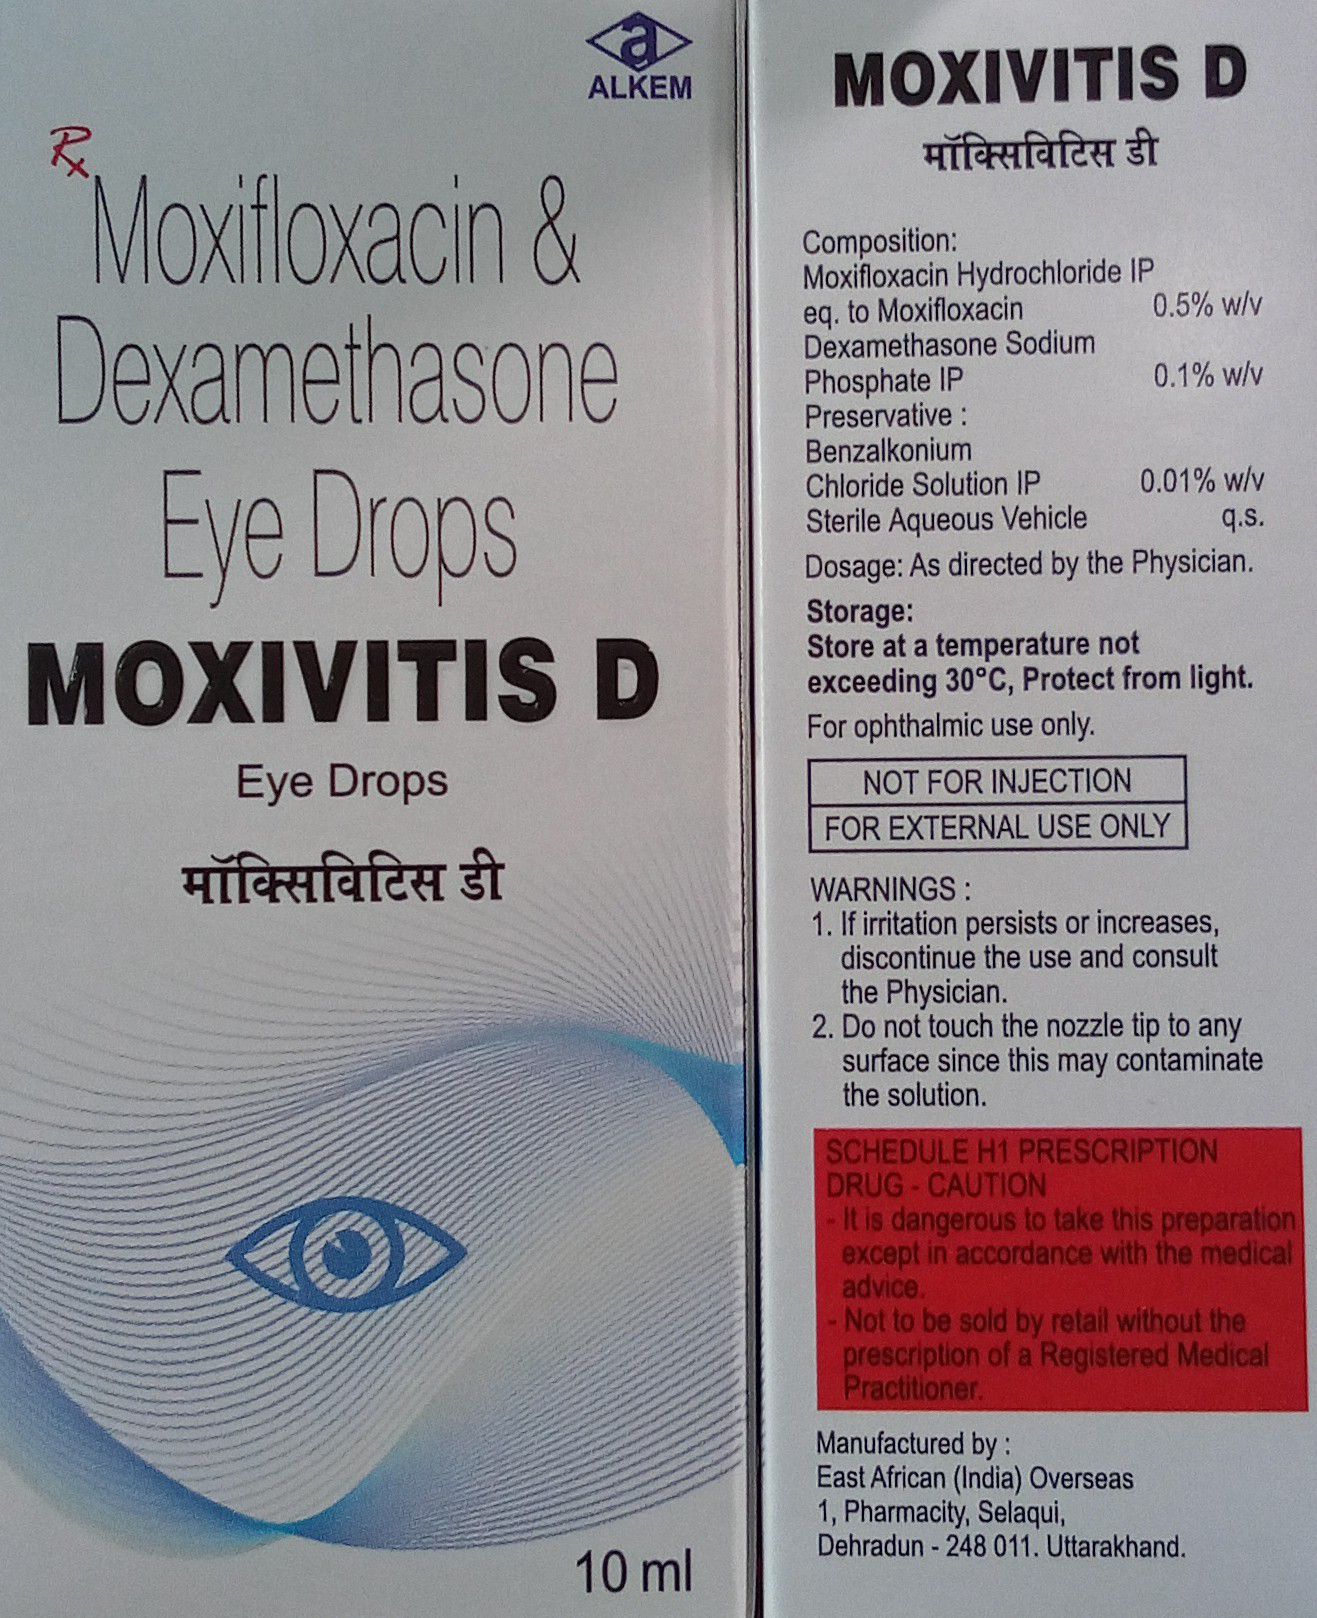 a
ALKEM
Rx
Moxifloxacin &
Dexamethasone
Eye Drops
MOXIVITIS D
Eye Drops
मॉक्सिविटिस डी
10 ml
MOXIVITIS D
मॉक्सिविटिस डी
Composition:
Moxifloxacin Hydrochloride IP
eq. to Moxifloxacin 0.5% w/v
Dexamethasone Sodium
Phosphate IP 0.1% w/v
Preservative :
Benzalkonium
Chloride Solution IP 0.01% w/v
Sterile Aqueous Vehicle q.s.
Dosage: As directed by the Physician.
Storage:
Store at a temperature not
exceeding 30°C, Protect from light.
For ophthalmic use only.
NOT FOR INJECTION
FOR EXTERNAL USE ONLY
WARNINGS :
1. If irritation persists or increases,
discontinue the use and consult
the Physician.
2. Do not touch the nozzle tip to any
surface since this may contaminate
the solution.
SCHEDULE H1 PRESCRIPTION
DRUG - CAUTION
- It is dangerous to take this preparation
except in accordance with the medical
advice.
- Not to be sold by retail without the
prescription of a Registered Medical
Practitioner.
Manufactured by :
East African (India) Overseas
1, Pharmacity, Selaqui,
Dehradun - 248 011. Uttarakhand.